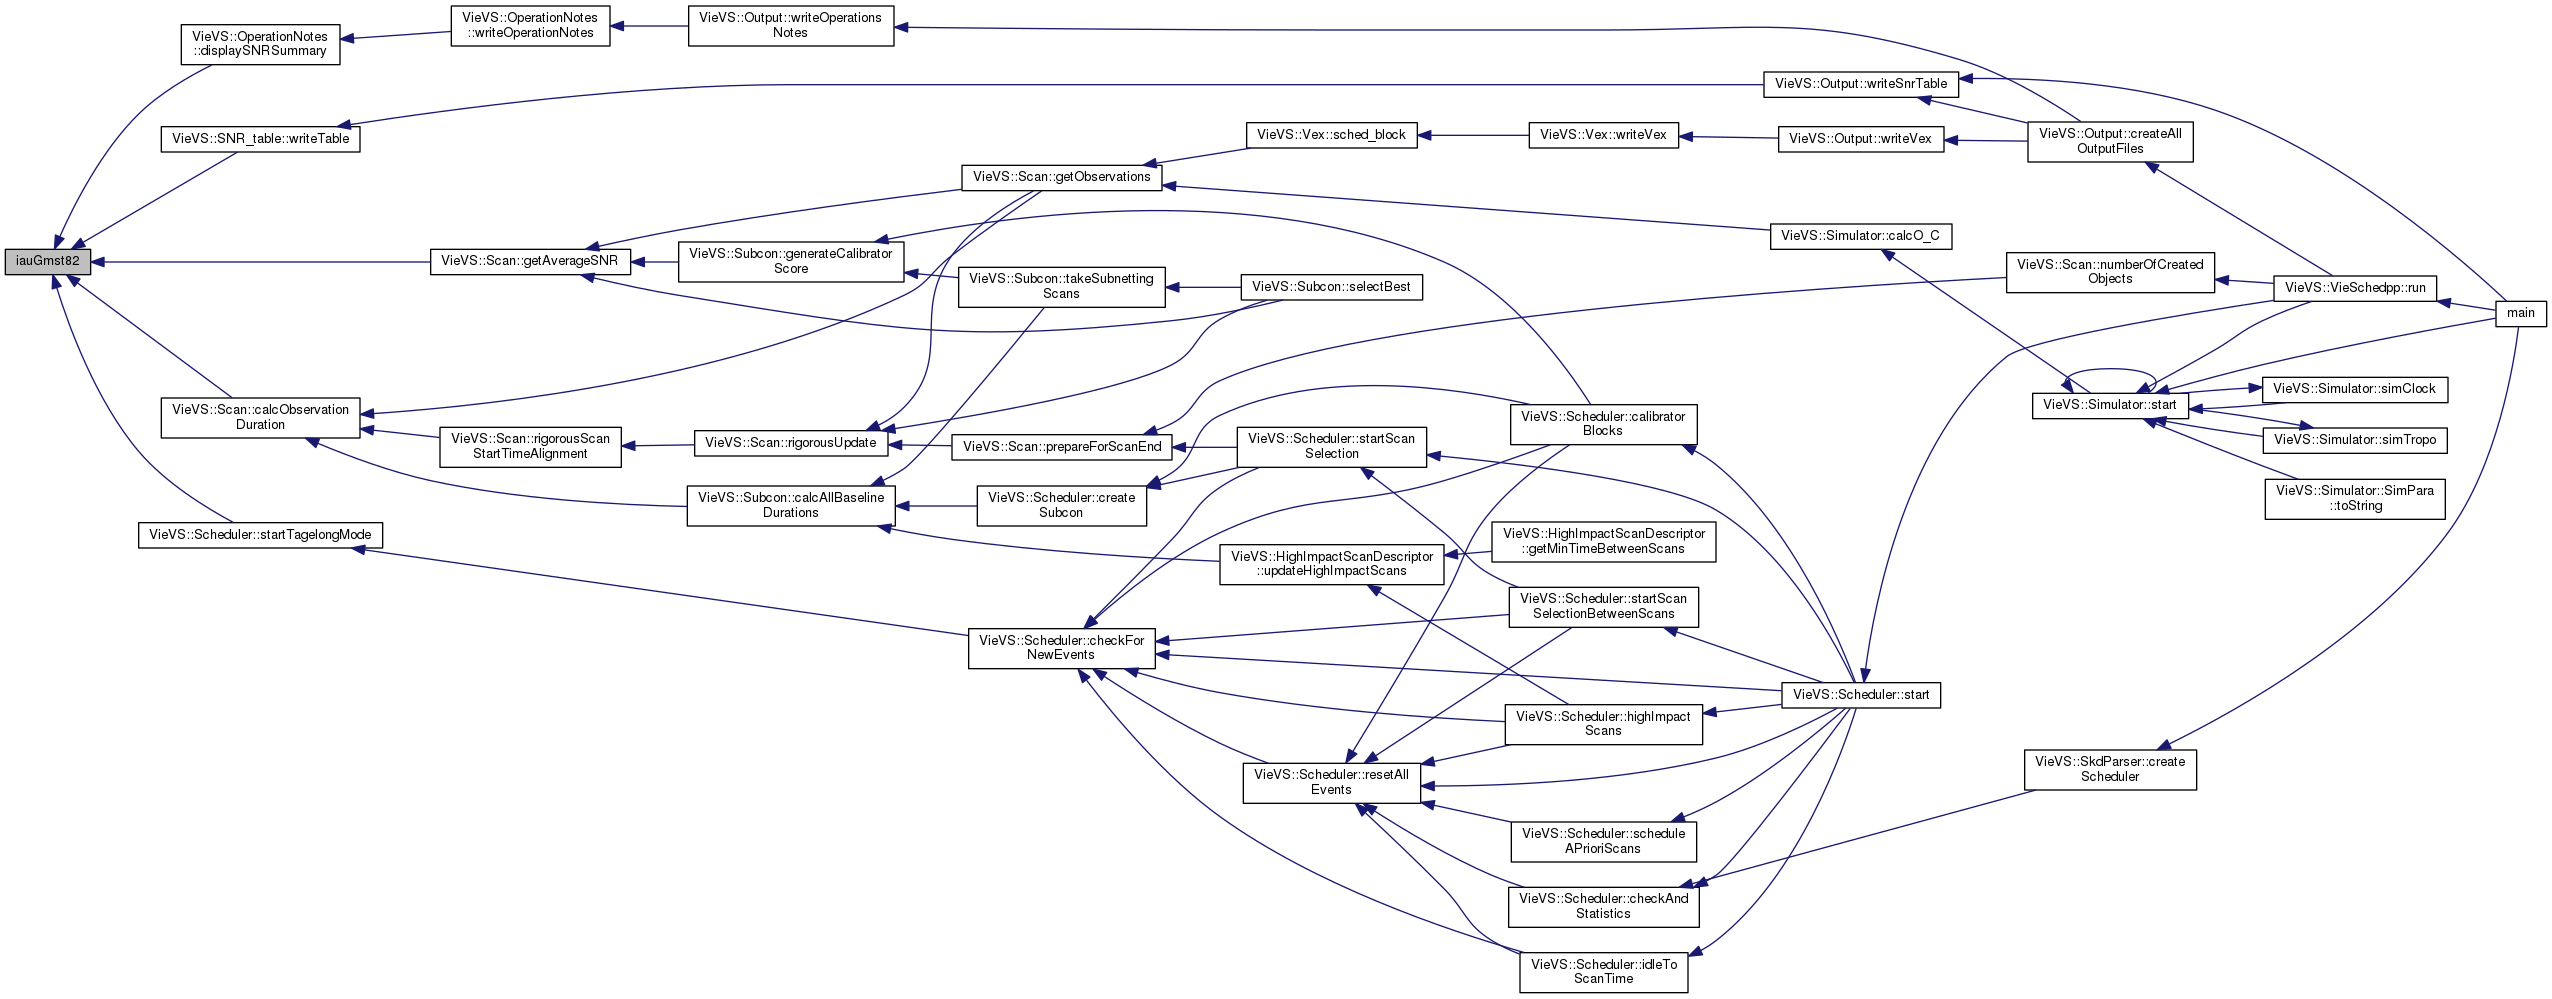 VieVS::OperationNotes
::displaySNRSummary
VieVS::OperationNotes
::writeOperationNotes
VieVS::Output::writeOperations
Notes
VieVS::Output::writeSnrTable
VieVS::SNR_table::writeTable
VieVS::Vex::sched_block
VieVS::Vex::writeVex
VieVS::Output::writeVex
VieVS::Output::createAll
OutputFiles
VieVS::Scan::getObservations
VieVS::Simulator::calcO_C
iauGmst82
VieVS::Scan::getAverageSNR
VieVS::Subcon::generateCalibrator
Score
VieVS::Subcon::takeSubnetting
Scans
VieVS::Subcon::selectBest
VieVS::Scan::numberOfCreated
Objects
VieVS::VieSchedpp::run
main
VieVS::Simulator::simClock
VieVS::Simulator::start
VieVS::Scan::calcObservation
Duration
VieVS::Scan::rigorousScan
StartTimeAlignment
VieVS::Scan::rigorousUpdate
VieVS::Scan::prepareForScanEnd
VieVS::Scheduler::startScan
Selection
VieVS::Scheduler::calibrator
Blocks
VieVS::Simulator::simTropo
VieVS::Simulator::SimPara
::toString
VieVS::Subcon::calcAllBaseline
Durations
VieVS::Scheduler::create
Subcon
VieVS::Scheduler::startTagelongMode
VieVS::HighImpactScanDescriptor
::updateHighImpactScans
VieVS::HighImpactScanDescriptor
::getMinTimeBetweenScans
VieVS::Scheduler::startScan
SelectionBetweenScans
VieVS::Scheduler::checkFor
NewEvents
VieVS::Scheduler::start
VieVS::Scheduler::highImpact
Scans
VieVS::Scheduler::resetAll
Events
VieVS::SkdParser::create
Scheduler
VieVS::Scheduler::schedule
APrioriScans
VieVS::Scheduler::checkAnd
Statistics
VieVS::Scheduler::idleTo
ScanTime